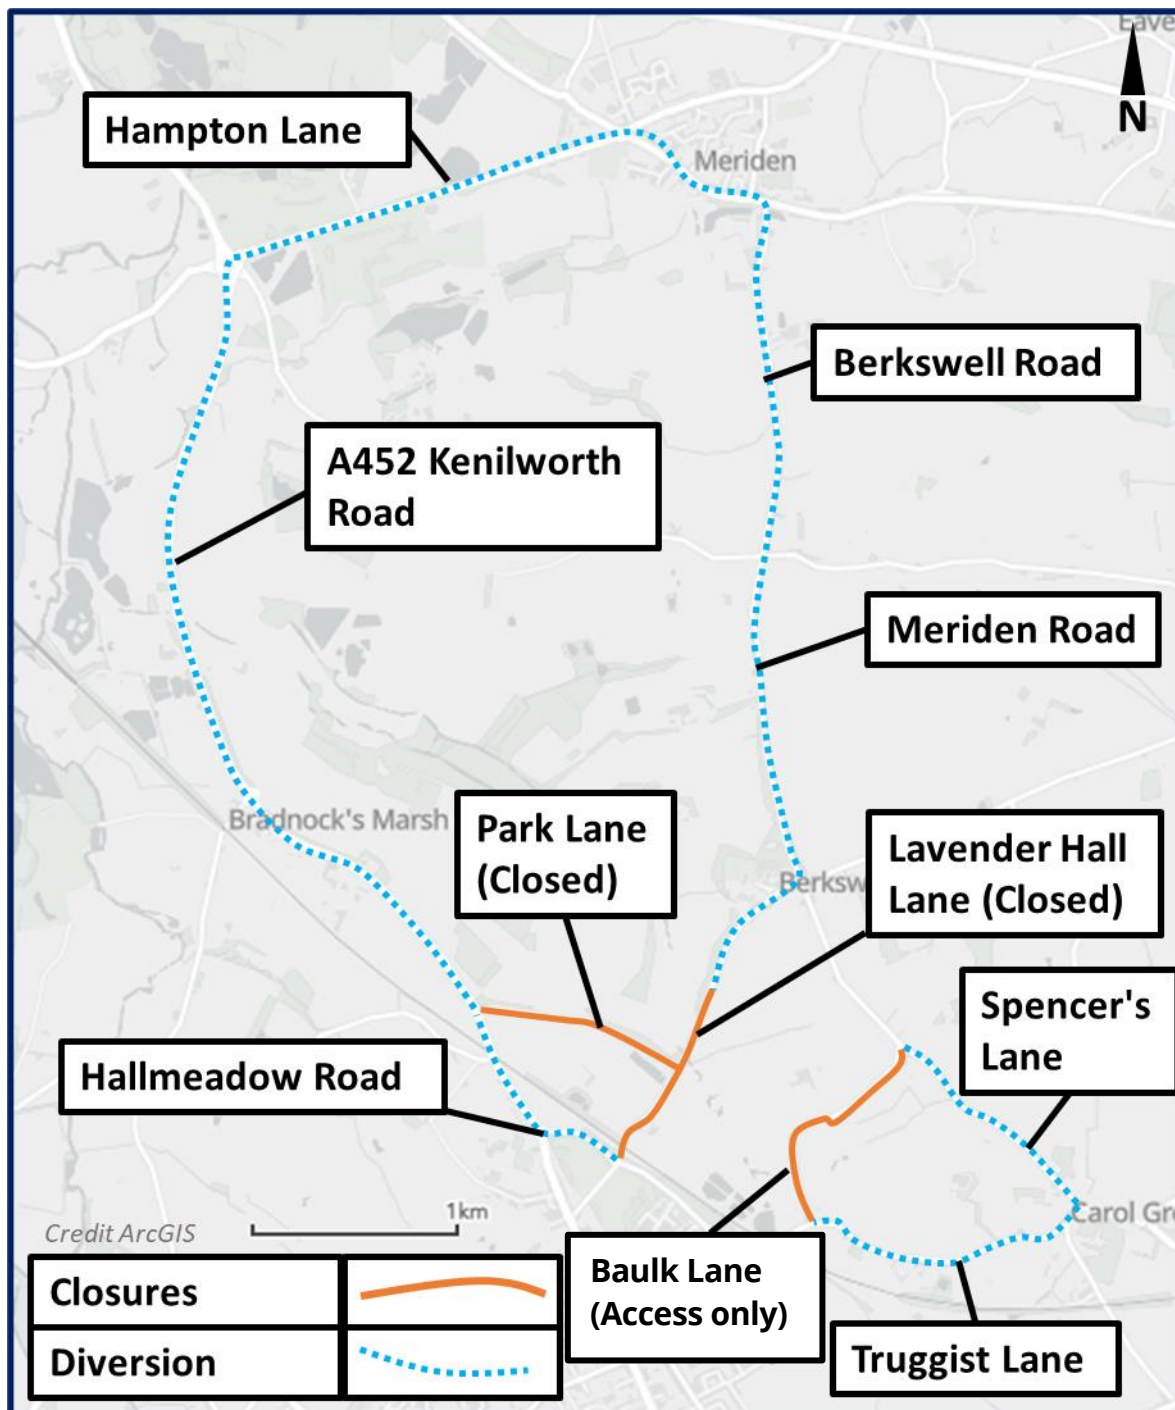 N
Hampton Lane
Meriden
Berkswell Road
A452 Kenilworth
Road
Meriden Road
Bradnock's Marsh
Park Lane
(Closed)
Lavender Hall
Lane (Closed)
Spencer's
Lane
Hallmeadow Road
1km
Credit ArcGIS
Closures
Diversion
Baulk Lane
(Access only)
Truggist Lane
Carol